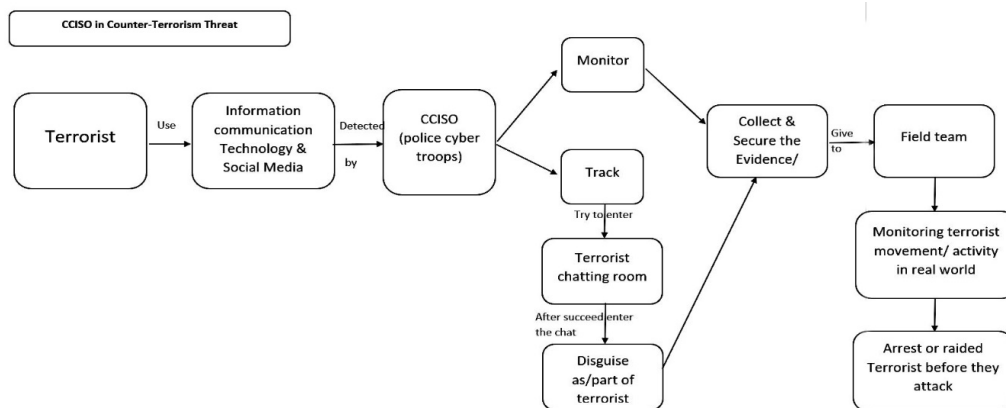 CCISO in Counter-Terrorism Threat
Terrorist
Use
Information
communication
Technology &
Social Media
Detected
by
CCISO
(police cyber
troops)
Monitor
Track
Try to enter
Terrorist
chatting room
After succeed enter
the chat
Disguise
as/part of
terrorist
Collect &
Secure the
Evidence/
Give
to
Field team
Monitoring terrorist
movement/ activity
in real world
Arrest or raided
Terrorist before they
attack